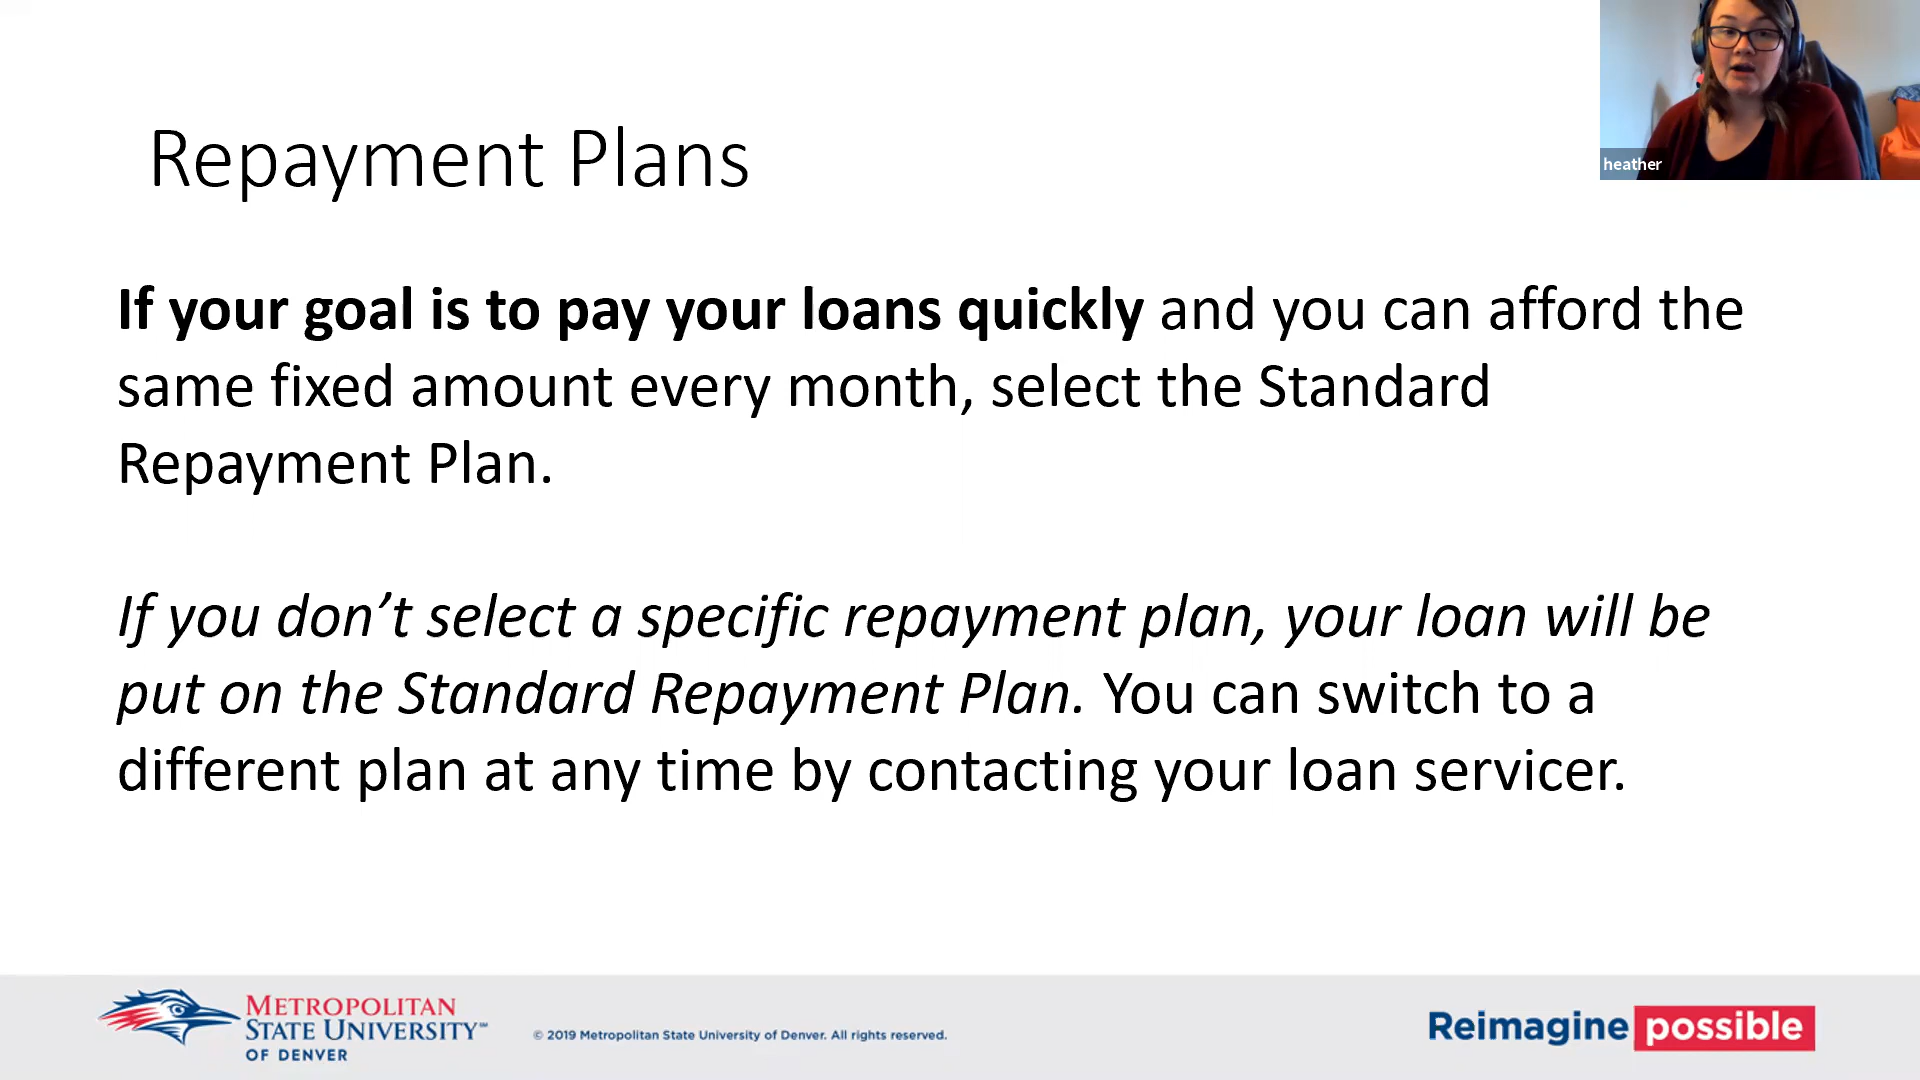 heather
Repayment Plans
If your goal is to pay your loans quickly and you can afford the
same fixed amount every month, select the Standard
Repayment Plan.
If you don’t select a specific repayment plan, your loan will be
put on the Standard Repayment Plan. You can switch to a
different plan at any time by contacting your loan servicer.
METROPOLITAN
STATE UNIVERSITY℠
OF DENVER
© 2019 Metropolitan State University of Denver. All rights reserved.
Reimagine possible